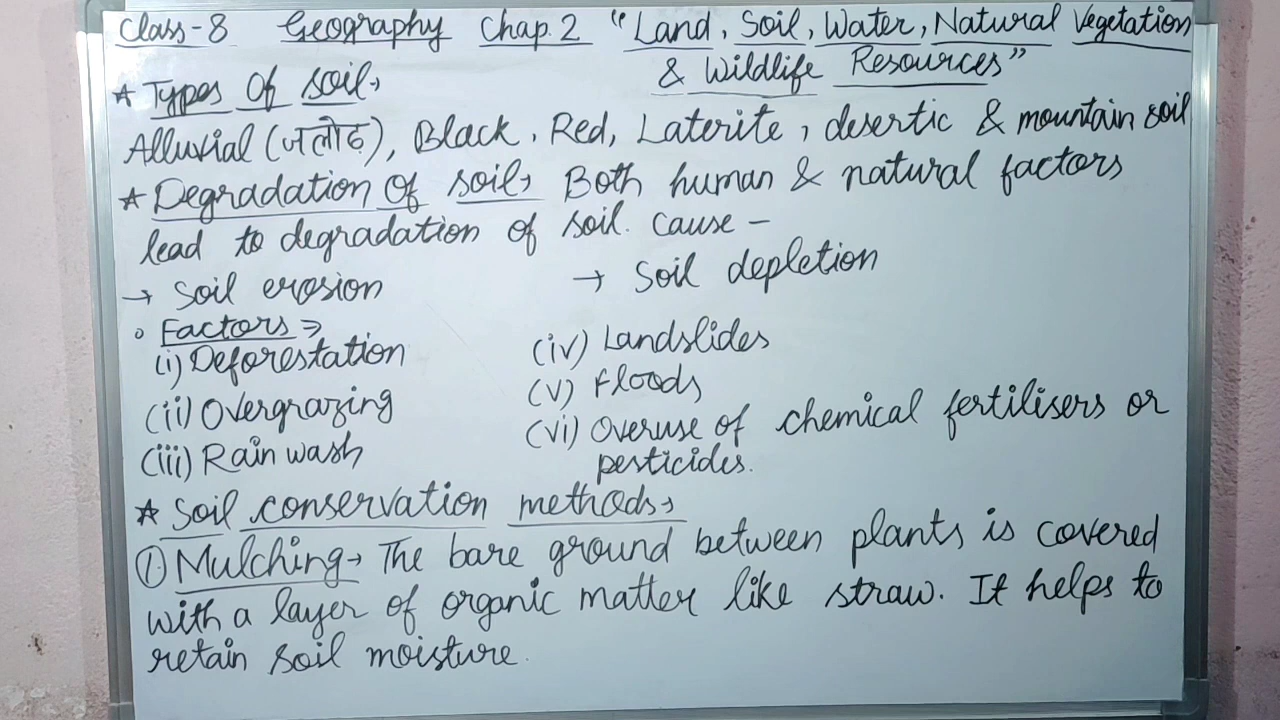 Class-8 Geography Chap. 2 "Land, Soil, Water, Natural Vegetation
& Wildlife Resources"
☆ Types Of soil→
Alluvial (जलोढ़), Black, Red, Laterite, desertic & mountain soil
☆ Degradation Of soil→ Both human & natural factors
lead to degradation of soil. cause –
→ Soil erosion → Soil depletion
∘ Factors ⇒
(i) Deforestation (iv) Landslides
(ii) Overgrazing (v) Floods
(iii) Rain wash (vi) Overuse of chemical fertilisers or
pesticides.
☆ Soil conservation methods→
① Mulching→ The bare ground between plants is covered
with a layer of organic matter like straw. It helps to
retain soil moisture.